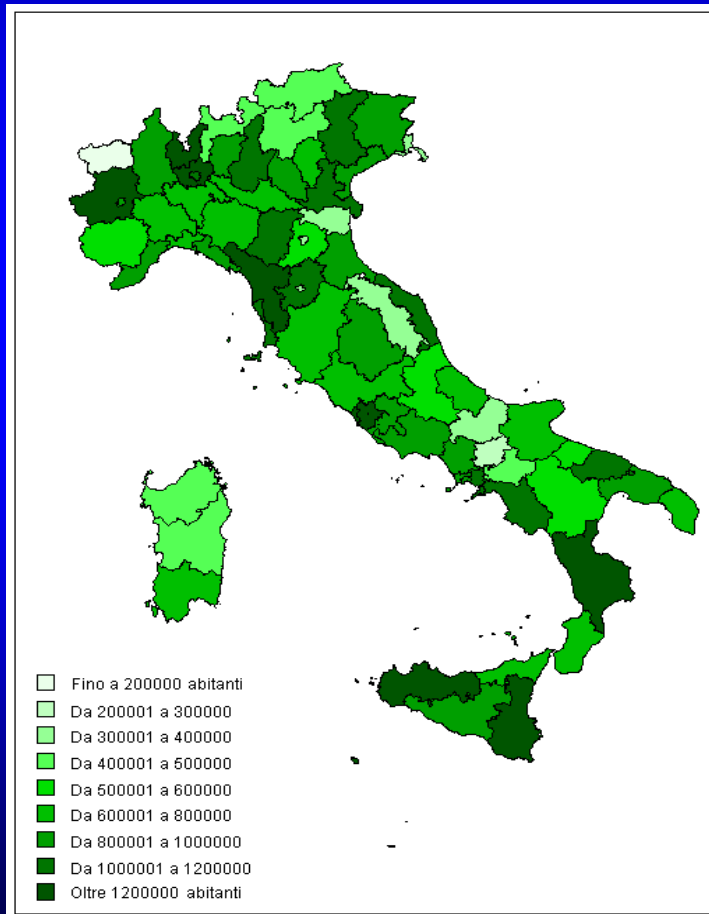 Fino a 200000 abitanti
Da 200001 a 300000
Da 300001 a 400000
Da 400001 a 500000
Da 500001 a 600000
Da 600001 a 800000
Da 800001 a 1000000
Da 1000001 a 1200000
Oltre 1200000 abitanti